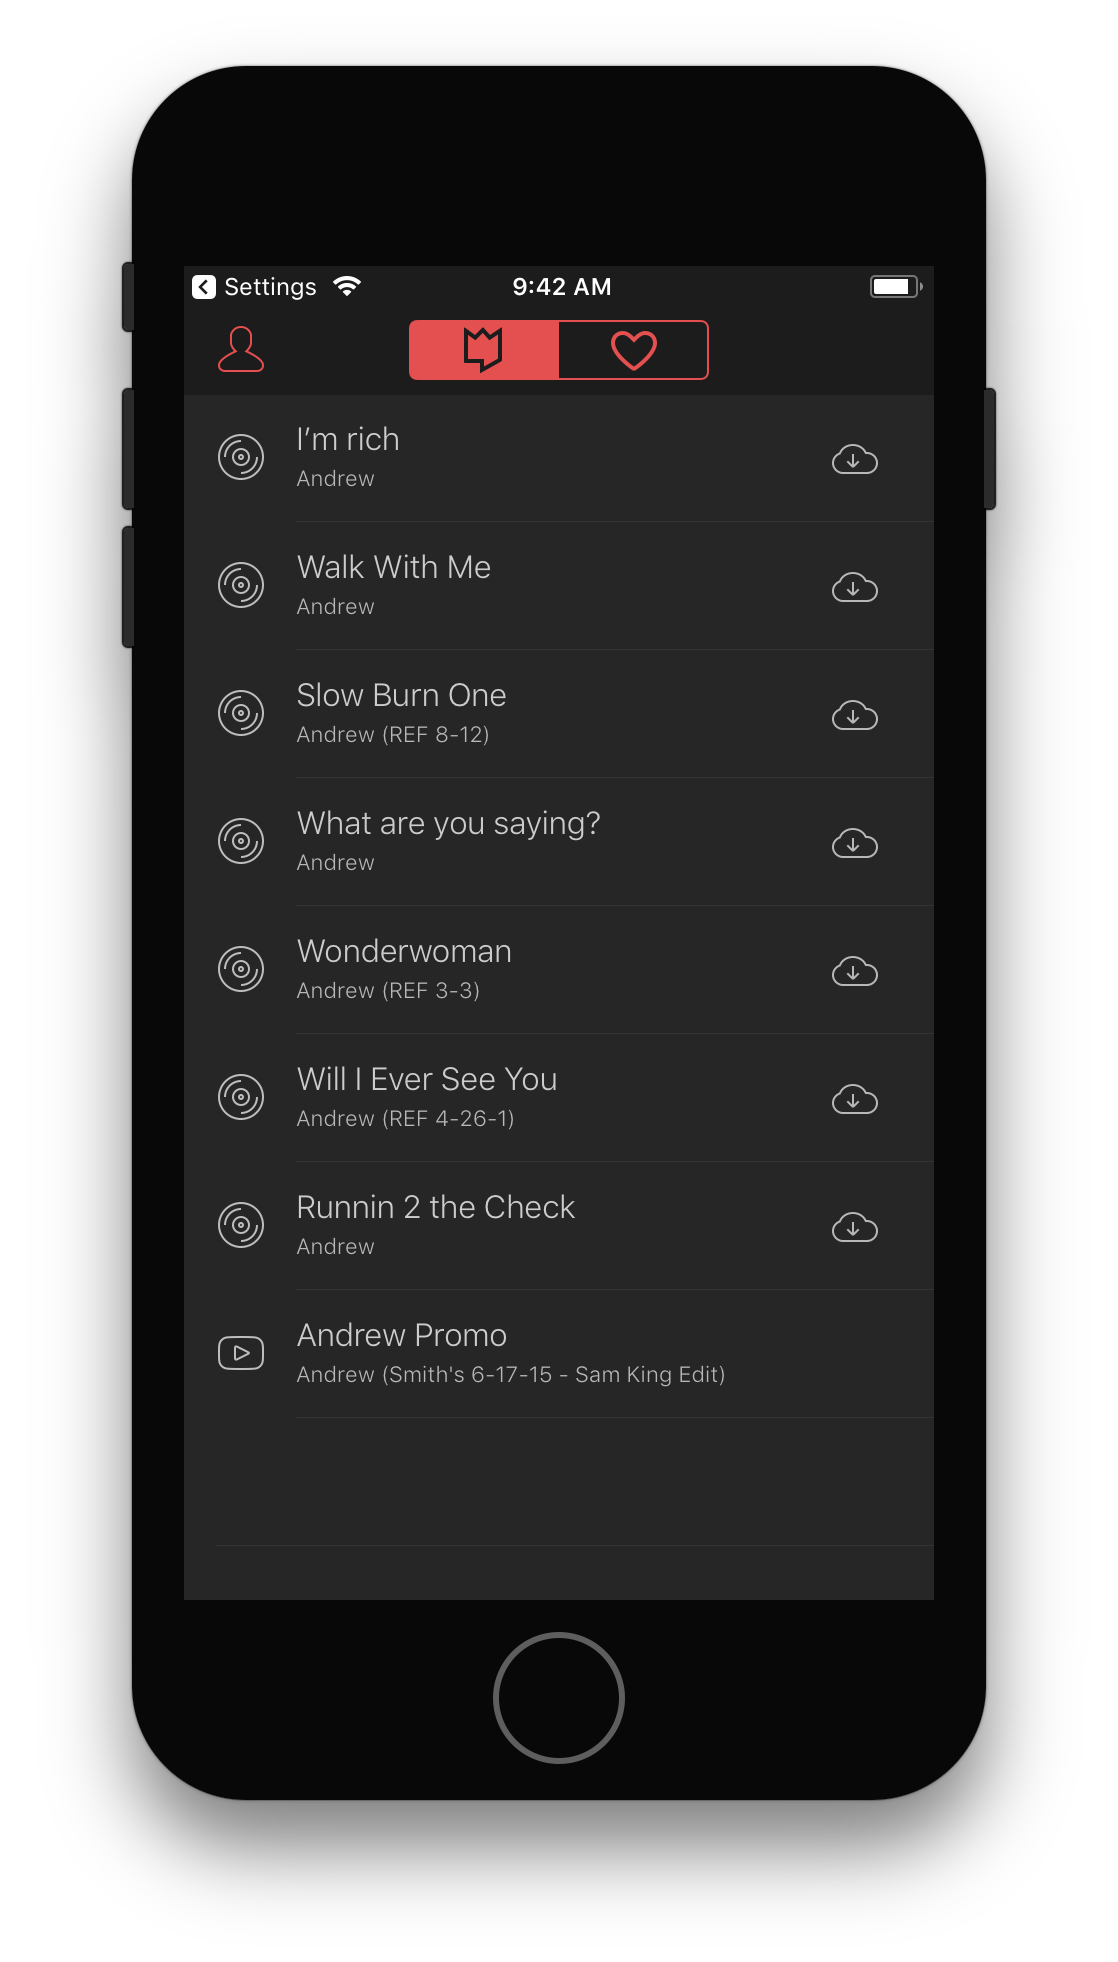 Settings
9:42 AM
I’m rich
Andrew
Walk With Me
Andrew
Slow Burn One
Andrew (REF 8-12)
What are you saying?
Andrew
Wonderwoman
Andrew (REF 3-3)
Will I Ever See You
Andrew (REF 4-26-1)
Runnin 2 the Check
Andrew
Andrew Promo
Andrew (Smith's 6-17-15 - Sam King Edit)